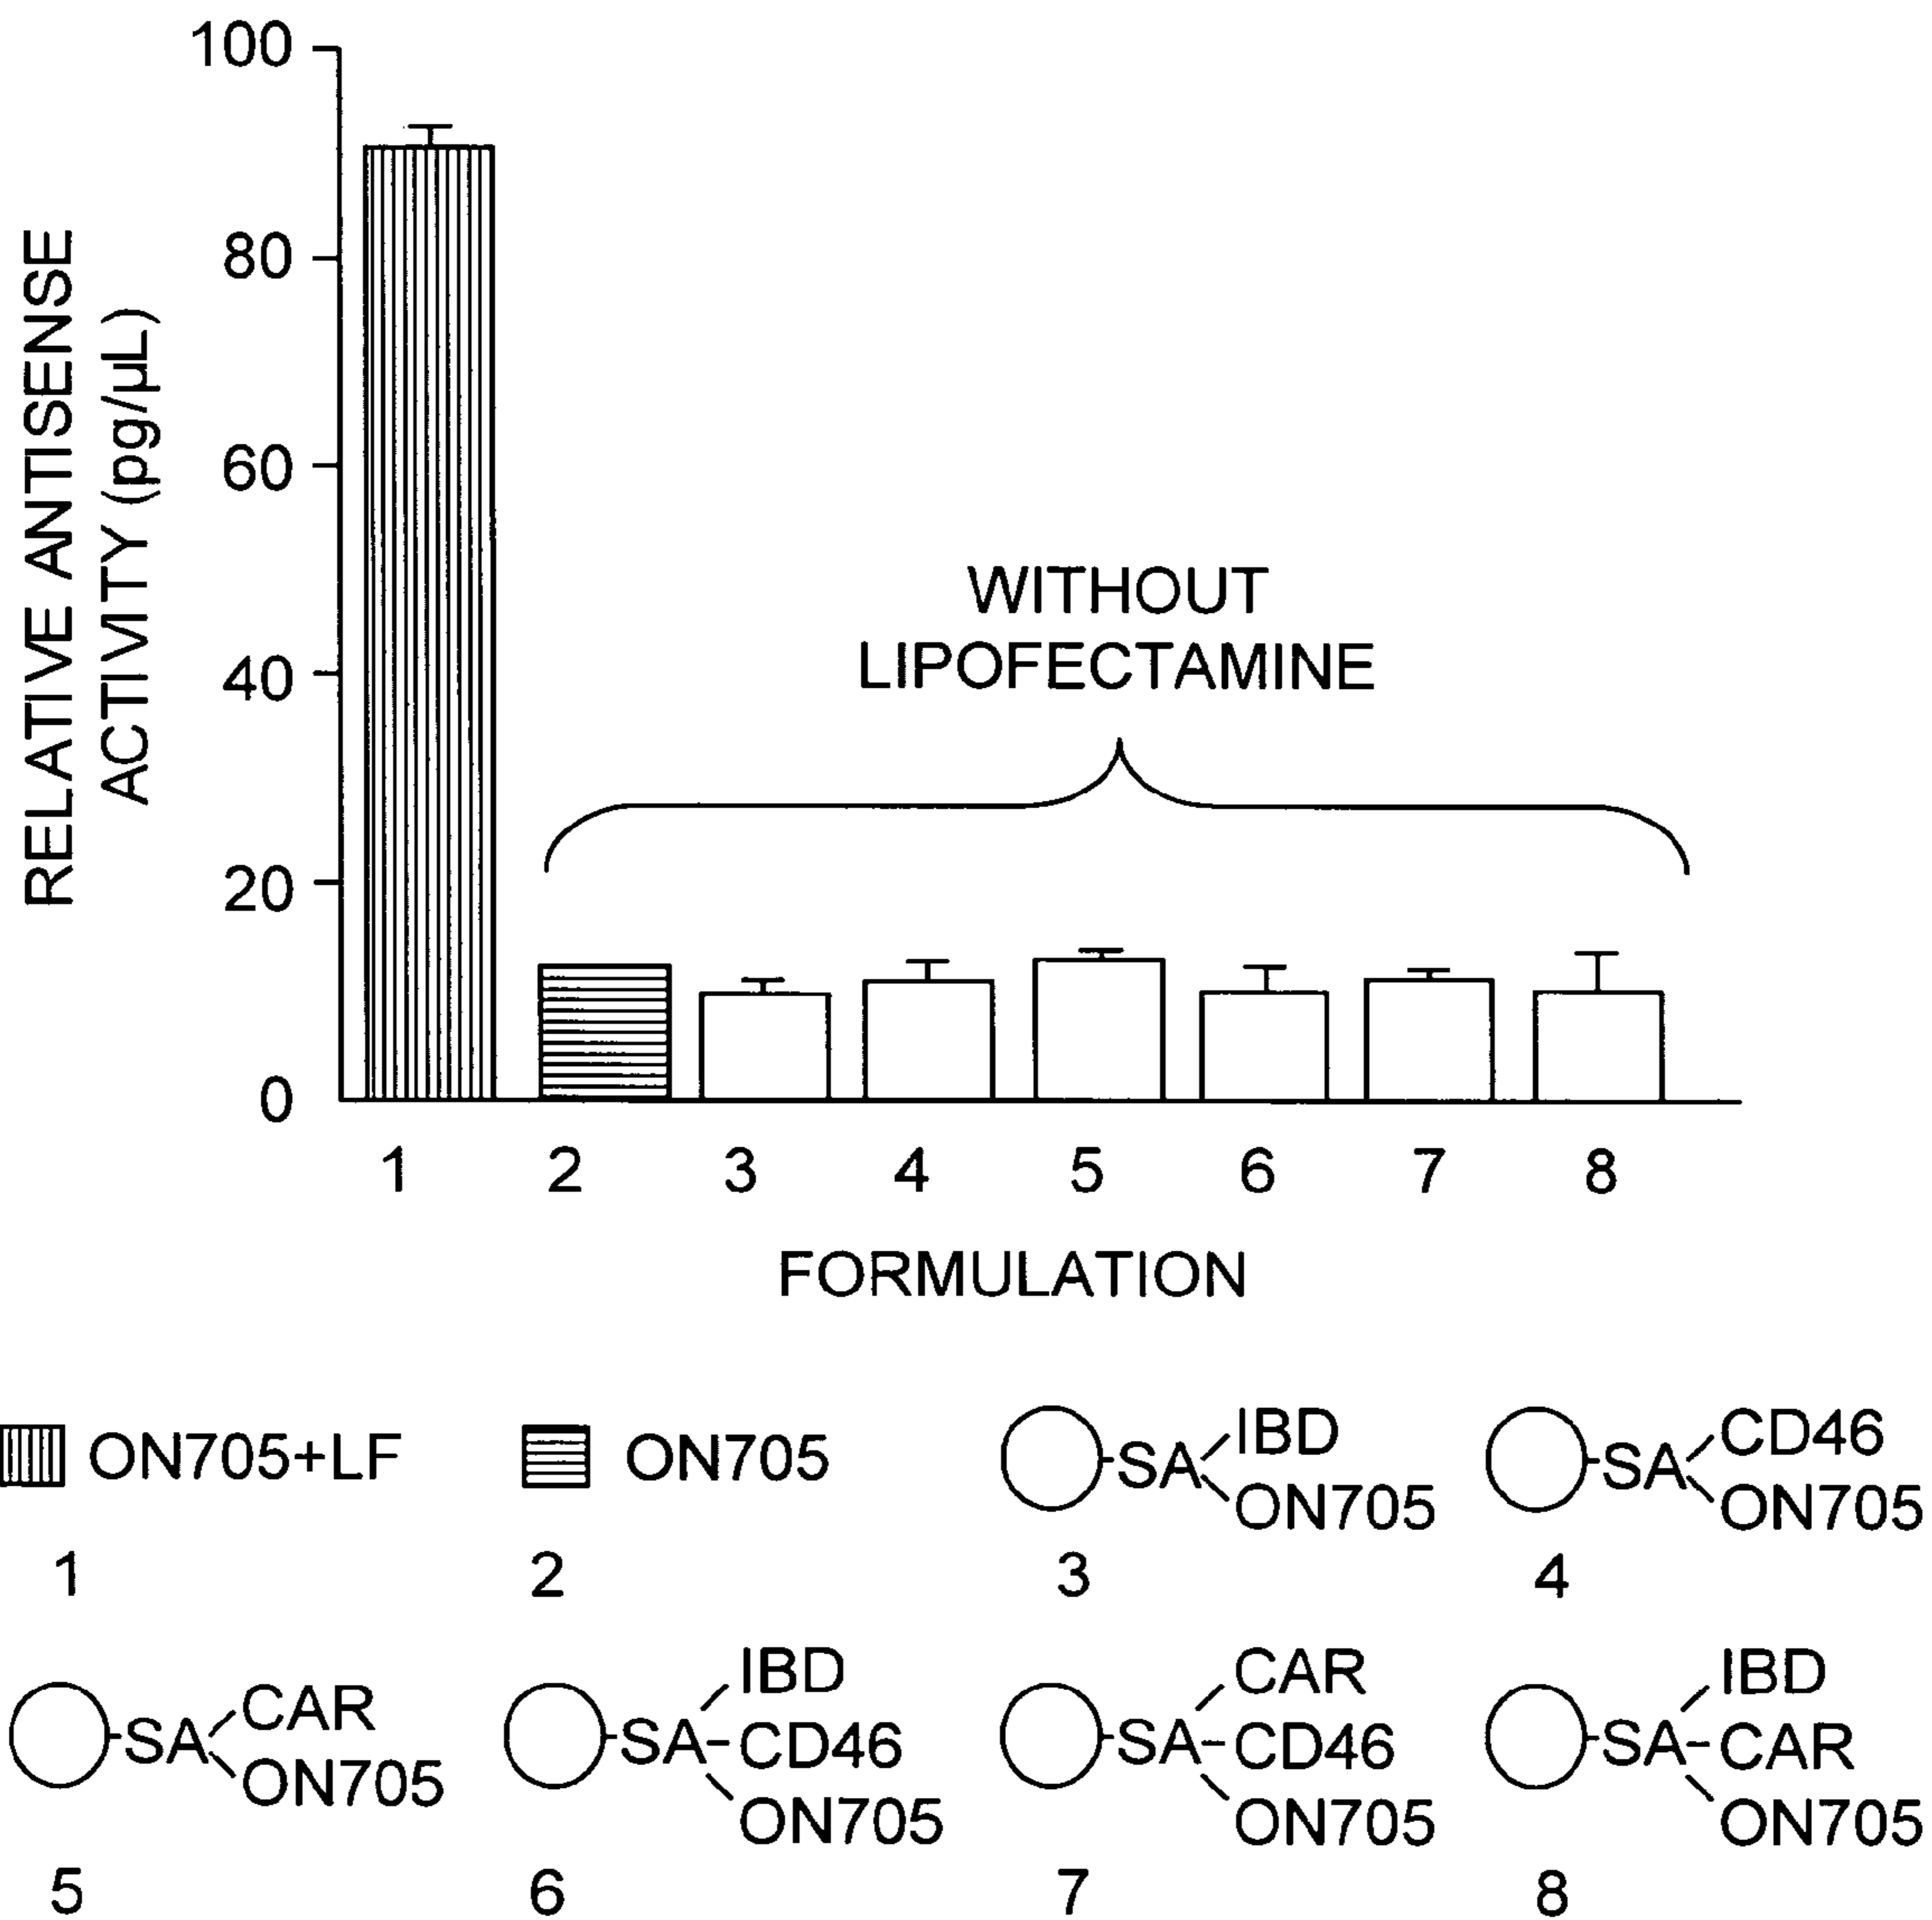 RELATIVE ANTISENSE
ACTIVITY (pg/µL)
100
80
60
40
20
0
WITHOUT
LIPOFECTAMINE
1 2 3 4 5 6 7 8
FORMULATION
ON705+LF
1
ON705
2
SA
IBD
ON705
3
SA
CD46
ON705
4
SA
CAR
ON705
5
SA
IBD
CD46
ON705
6
SA
CAR
CD46
ON705
7
SA
IBD
CAR
ON705
8